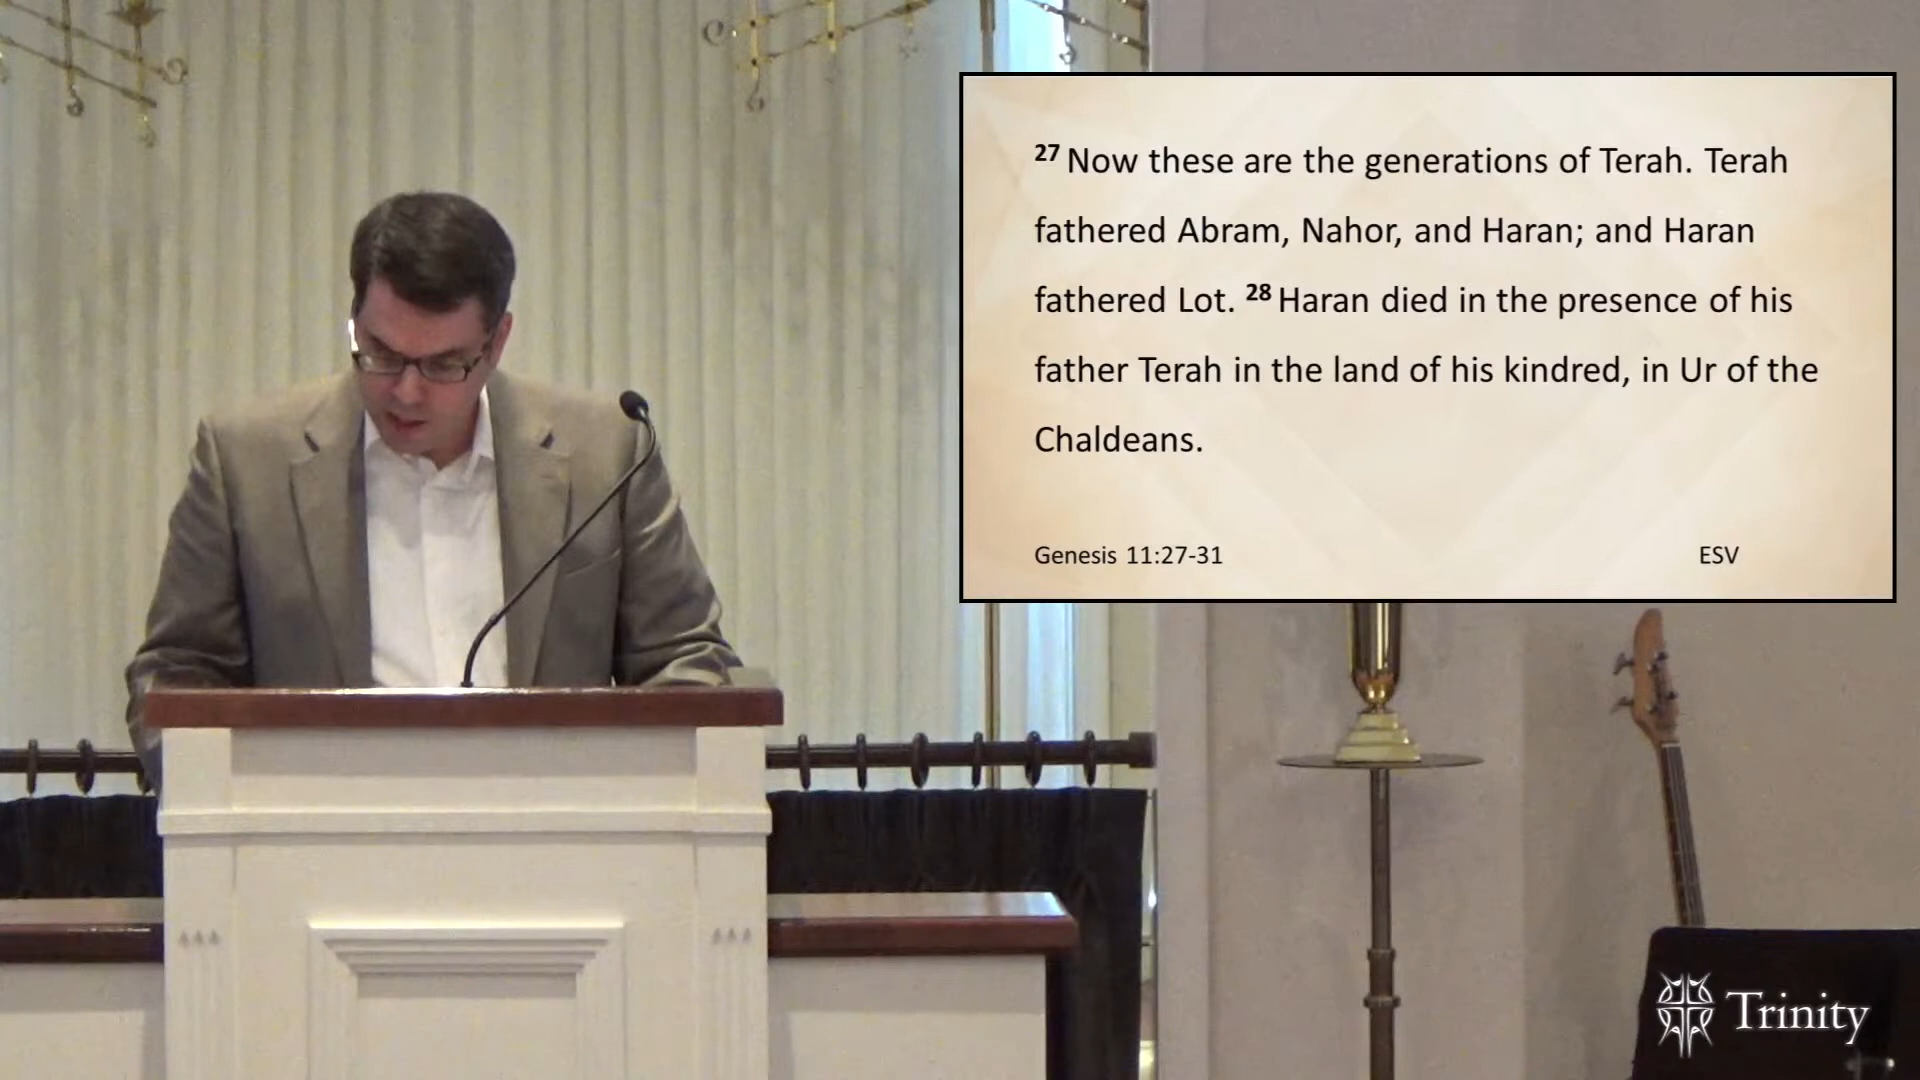 27 Now these are the generations of Terah. Terah
fathered Abram, Nahor, and Haran; and Haran
fathered Lot. 28 Haran died in the presence of his
father Terah in the land of his kindred, in Ur of the
Chaldeans.
Genesis 11:27-31 ESV
Trinity